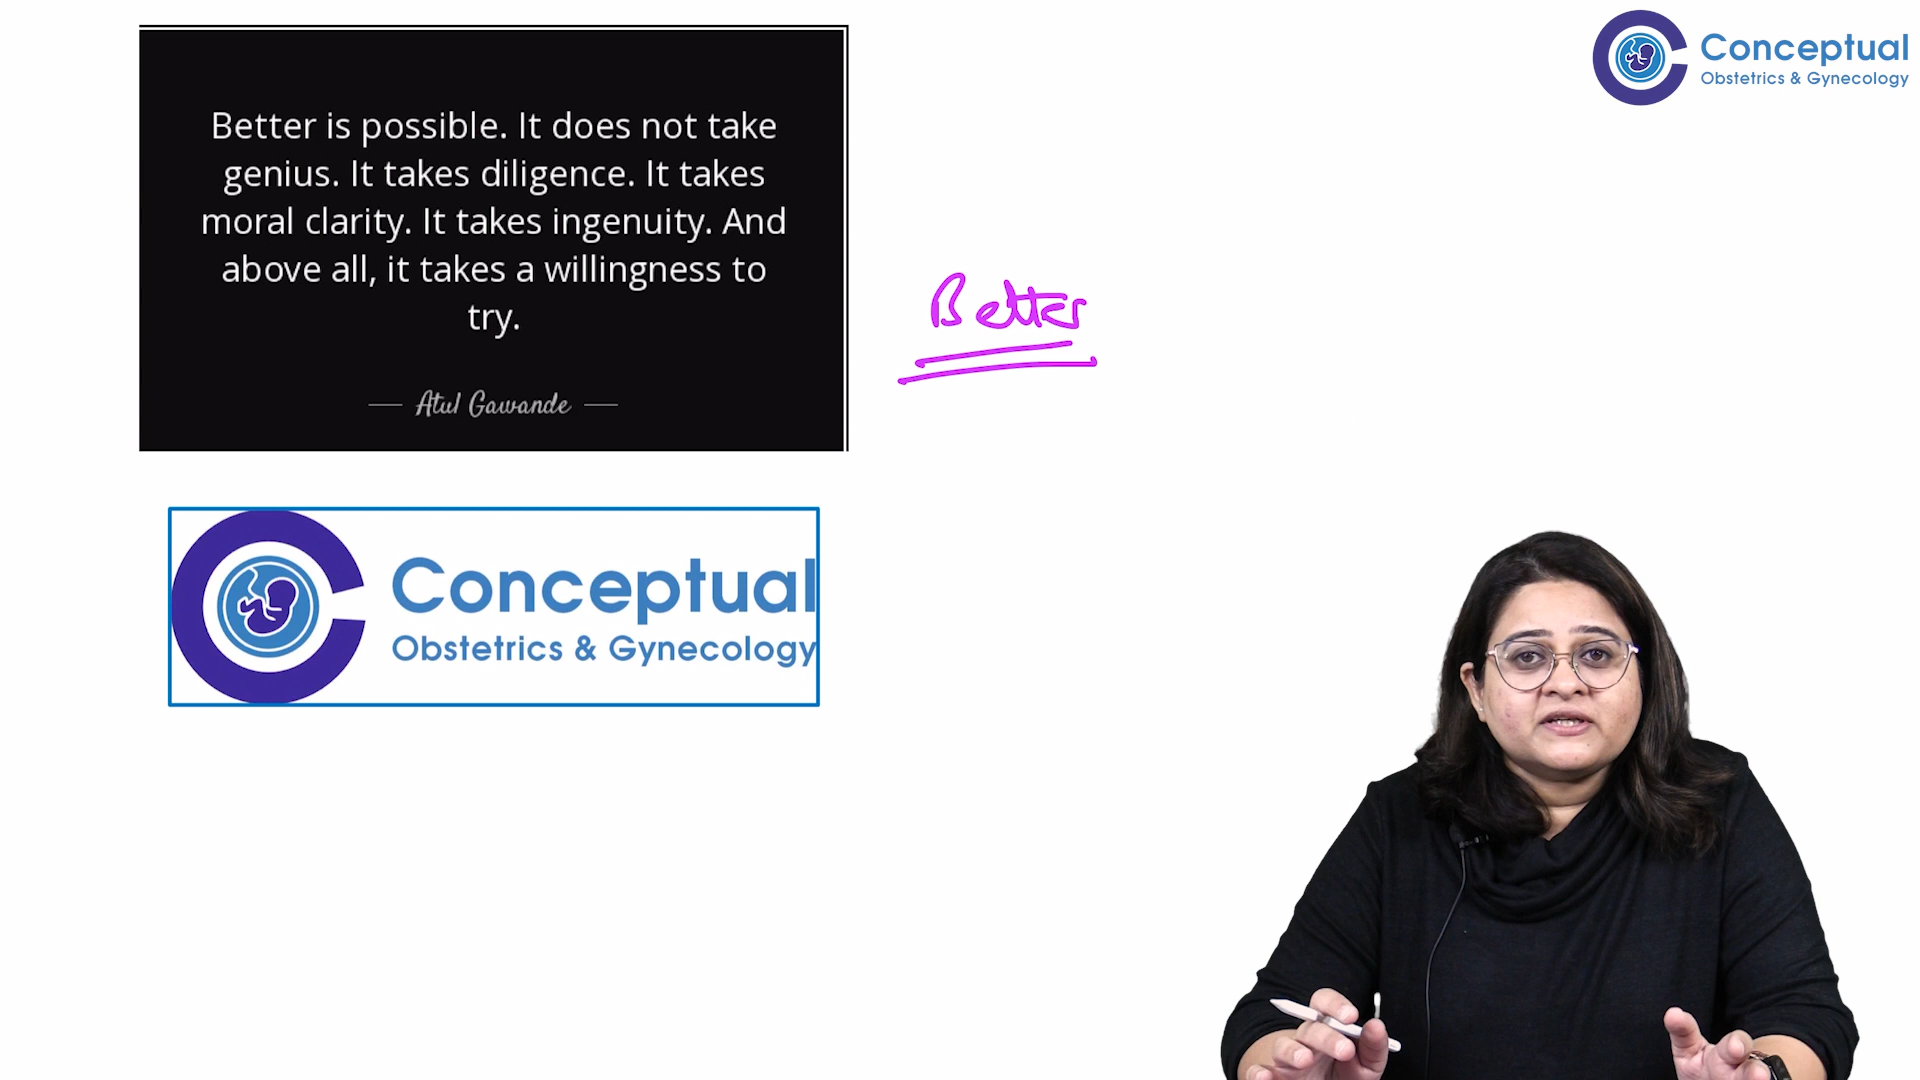 Conceptual
Obstetrics & Gynecology
Better is possible. It does not take
genius. It takes diligence. It takes
moral clarity. It takes ingenuity. And
above all, it takes a willingness to
try.
Atul Gawande
Better
Conceptual
Obstetrics & Gynecology